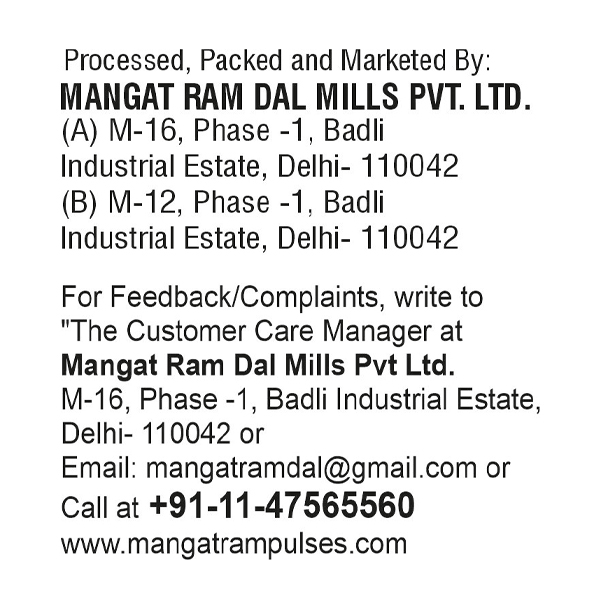 Processed, Packed and Marketed By:
MANGAT RAM DAL MILLS PVT. LTD.
(A) M-16, Phase -1, Badli
Industrial Estate, Delhi- 110042
(B) M-12, Phase -1, Badli
Industrial Estate, Delhi- 110042
For Feedback/Complaints, write to
"The Customer Care Manager at
Mangat Ram Dal Mills Pvt Ltd.
M-16, Phase -1, Badli Industrial Estate,
Delhi- 110042 or
Email: mangatramdal@gmail.com or
Call at +91-11-47565560
www.mangatrampulses.com